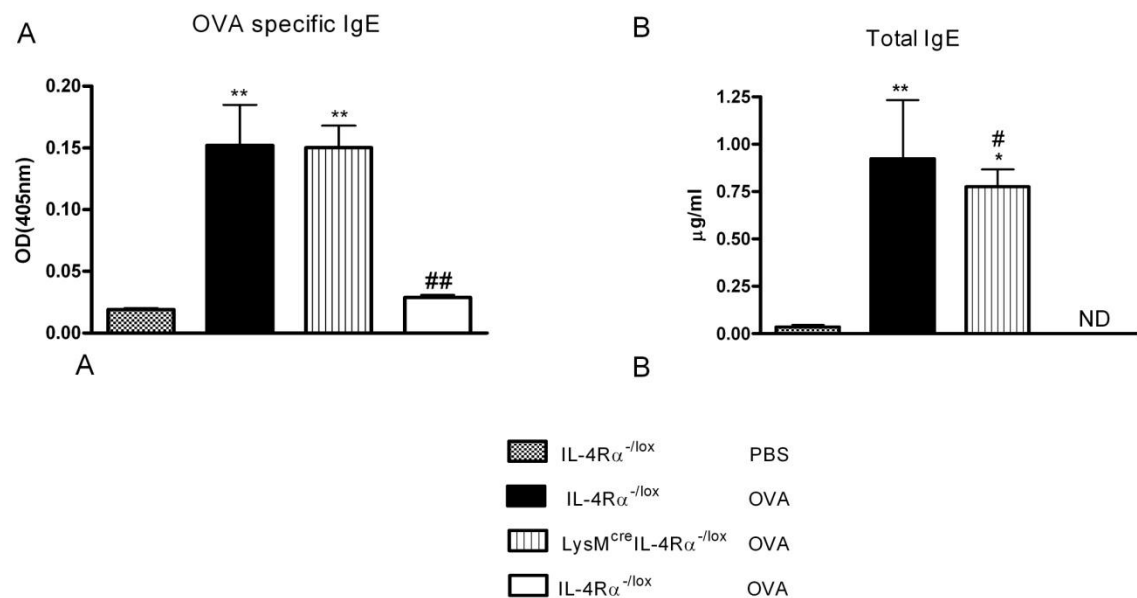 A OVA specific IgE
OD(405nm)
0.20
0.15
0.10
0.05
0.00
**
**
##
A
B Total IgE
µg/ml
1.25
1.00
0.75
0.50
0.25
0.00
**
#
*
ND
B
IL-4Rα-/lox PBS
IL-4Rα-/lox OVA
LysMcreIL-4Rα-/lox OVA
IL-4Rα-/lox OVA